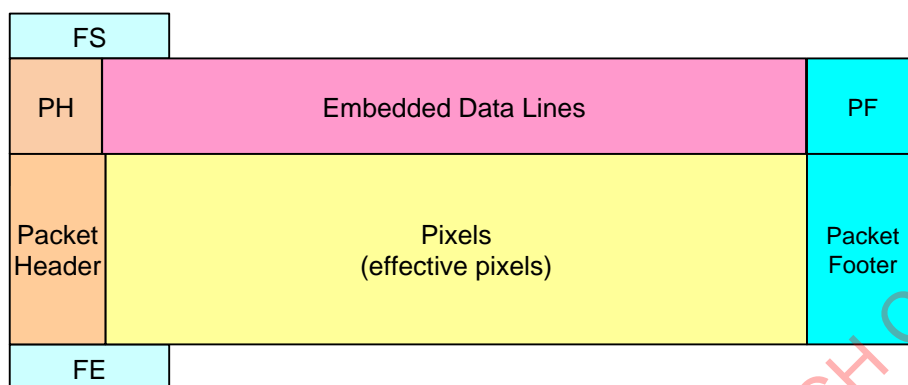 FS
PH
Embedded Data Lines
PF
Packet
Header
Pixels
(effective pixels)
Packet
Footer
FE